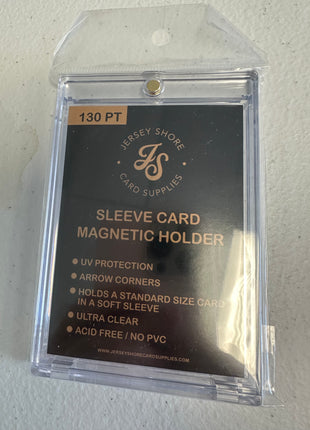 130 PT
JERSEY SHORE
JS
CARD SUPPLIES
SLEEVE CARD
MAGNETIC HOLDER
● UV PROTECTION
● ARROW CORNERS
● HOLDS A STANDARD SIZE CARD
IN A SOFT SLEEVE
● ULTRA CLEAR
● ACID FREE / NO PVC
WWW.JERSEYSHORECARDSUPPLIES.COM